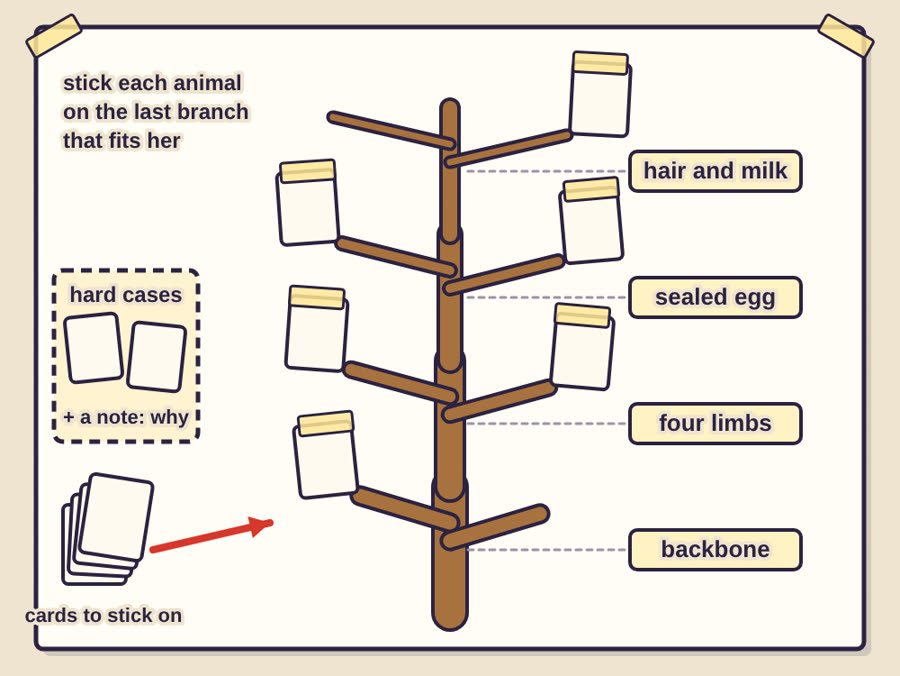 stick each animal
on the last branch
that fits her
hair and milk
sealed egg
hard cases
+ a note: why
four limbs
backbone
cards to stick on